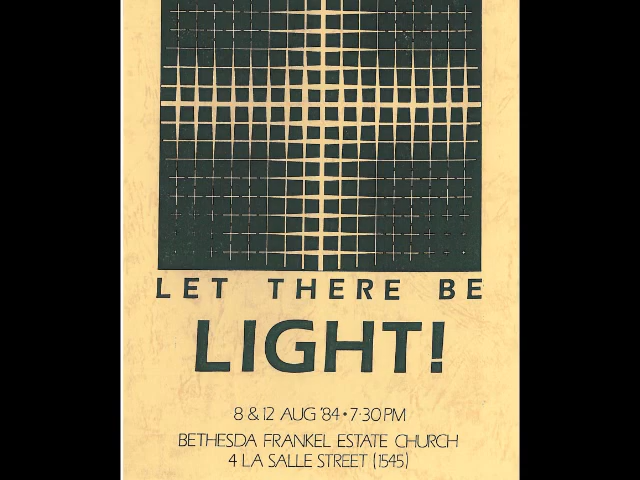 LET THERE BE
LIGHT!
8 & 12 AUG '84 • 7·30 PM
BETHESDA FRANKEL ESTATE CHURCH
4 LA SALLE STREET (1545)